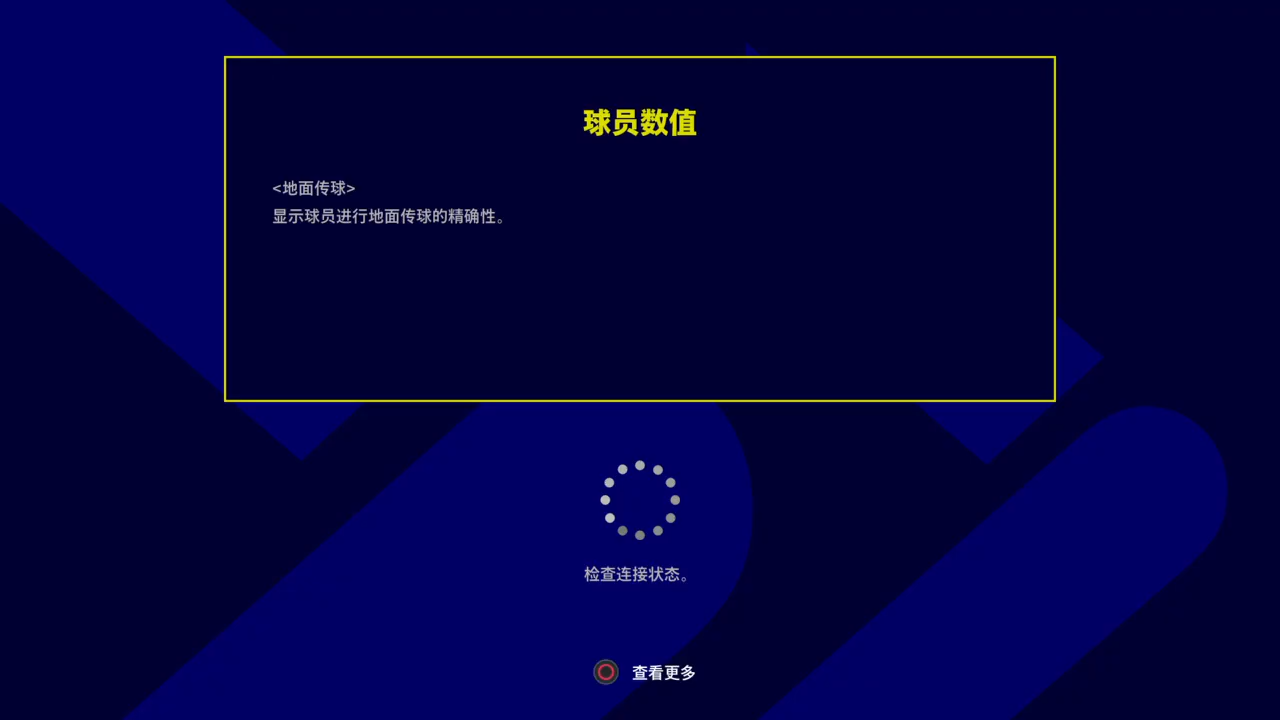 球员数值
<地面传球>
显示球员进行地面传球的精确性。
检查连接状态。
查看更多